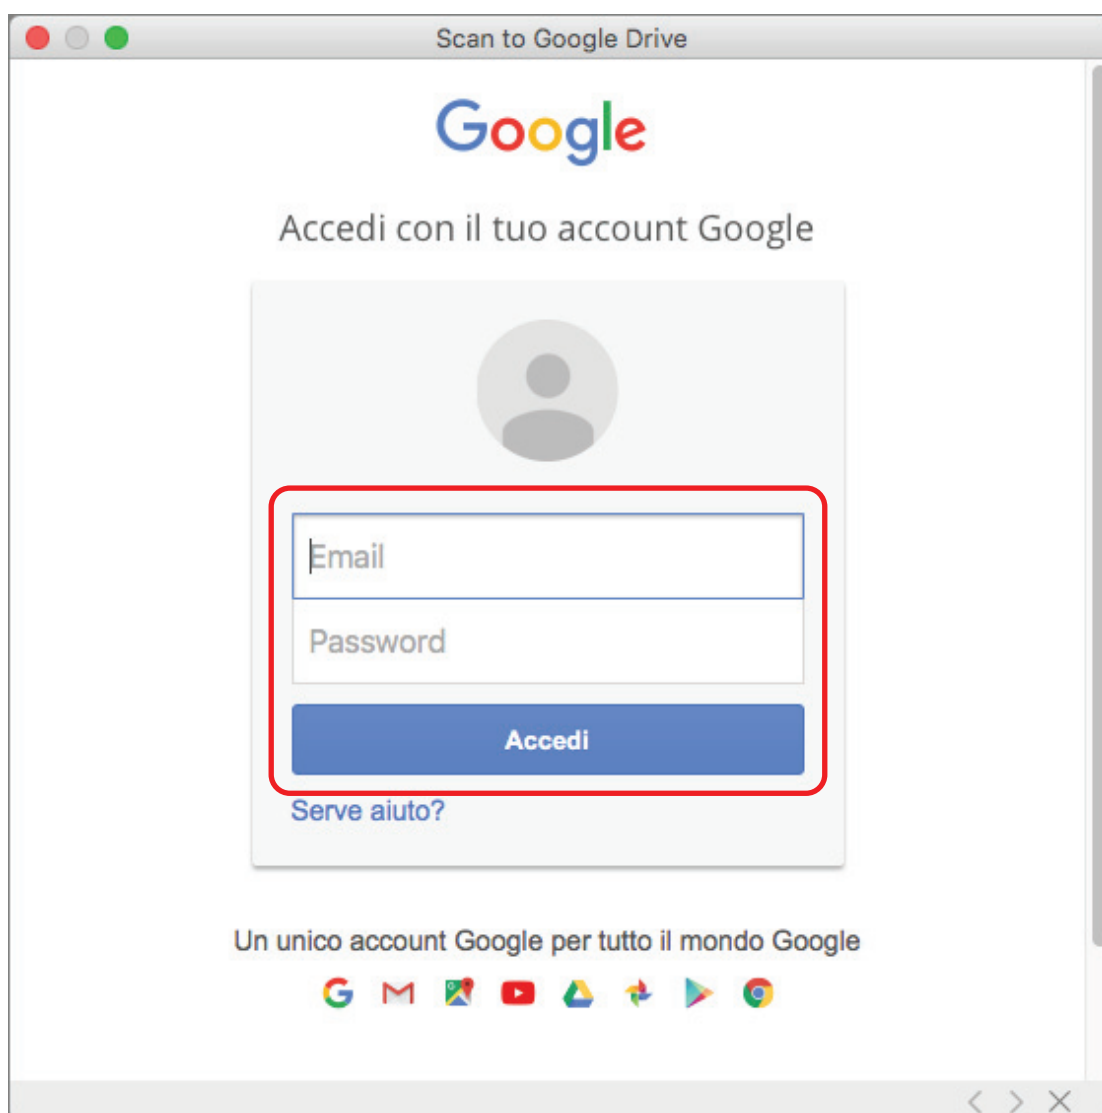 Scan to Google Drive
Google
Accedi con il tuo account Google
Email
Password
Accedi
Serve aiuto?
Un unico account Google per tutto il mondo Google